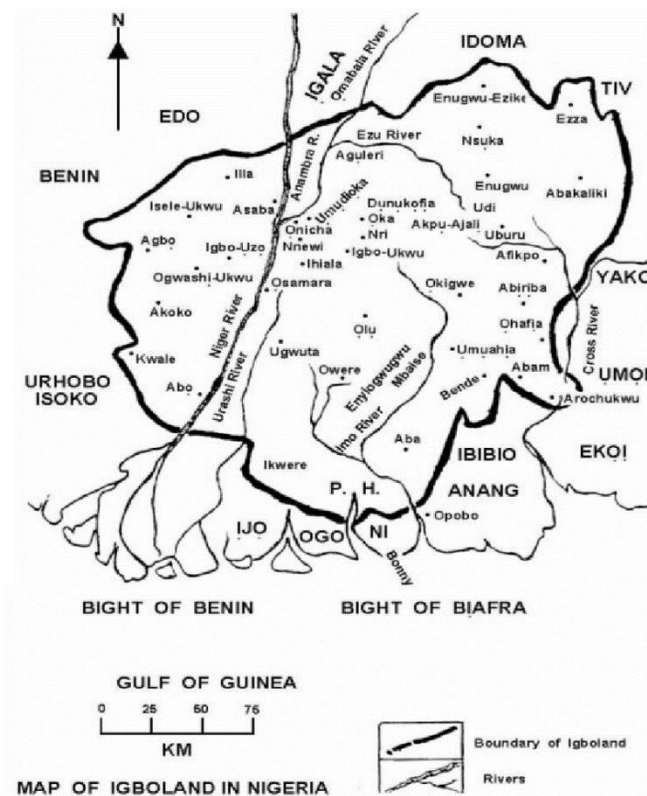 N
IDOMA
IGALA
Omabala River
TIV
Enugwu-Ezike
Ezza
EDO
Ezu River
Nsuka
Anambra R.
Aguleri
BENIN
Illa
Enugwu
Abakaliki
Isele-Ukwu
Asaba
Umudioka
Dunukofia
Udi
Onicha
Oka
Akpu-Ajali
Uburu
Agbo
Igbo-Uzo
Nnewi
Nri
Igbo-Ukwu
Ihiala
Afikpo
Ogwashi-Ukwu
Osamara
Okigwe
Abiriba
YAKO
Akoko
Niger River
Olu
Ohafia
Cross River
Kwale
Urashi River
Ugwuta
Owere
Enyiogwugwu
Mbaise
Umuahia
Abam
UMON
URHOBO
ISOKO
Abo
Bende
Arochukwu
Imo River
Aba
IBIBIO
EKOI
Ikwere
P. H.
ANANG
IJO
OGO
NI
Opobo
Bonny
BIGHT OF BENIN
BIGHT OF BIAFRA
GULF OF GUINEA
0 25 50 75
KM
Boundary of Igboland
Rivers
MAP OF IGBOLAND IN NIGERIA